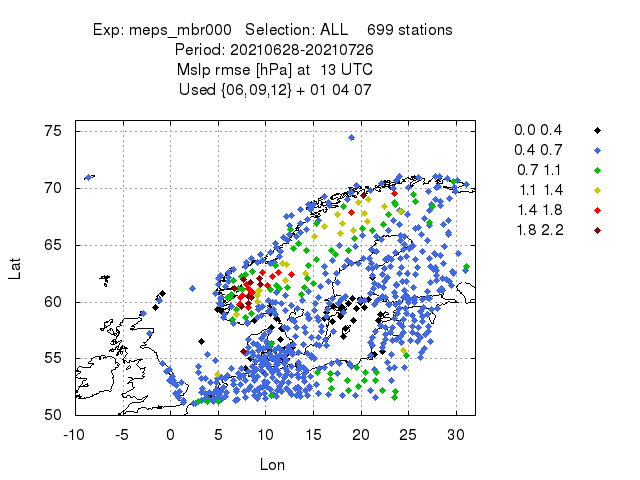 Exp: meps_mbr000 Selection: ALL 699 stations
Period: 20210628-20210726
Mslp rmse [hPa] at 13 UTC
Used {06,09,12} + 01 04 07
0.0 0.4
0.4 0.7
0.7 1.1
1.1 1.4
1.4 1.8
1.8 2.2
75
70
65
60
55
50
Lat
-10 -5 0 5 10 15 20 25 30
Lon